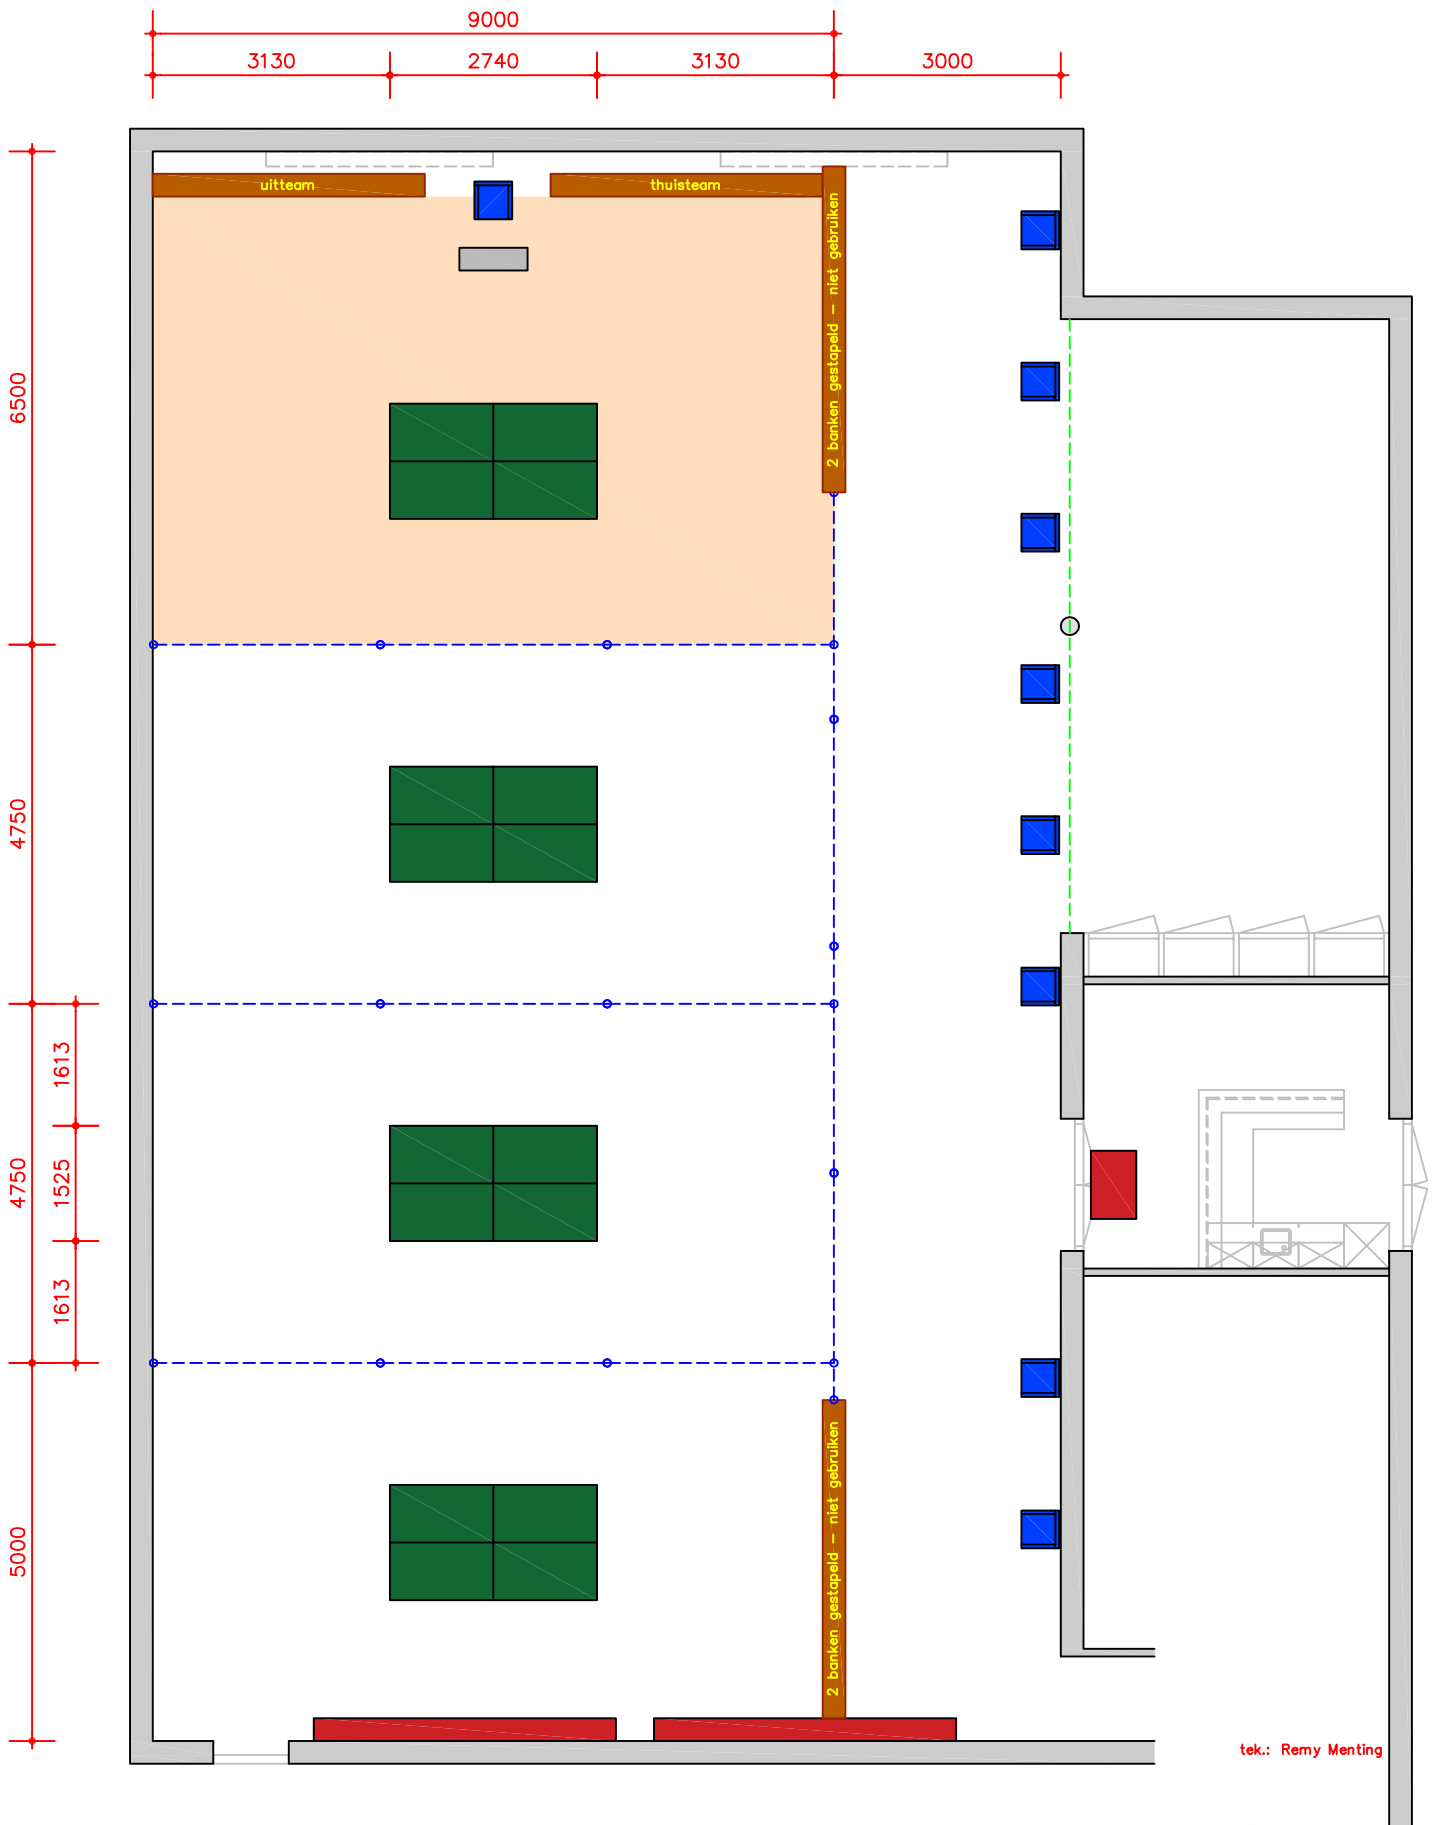 9000
3130
2740
3130
3000
uitteam
thuisteam
2 banken gestapeld – niet gebruiken
6500
4750
1613
4750
1525
1613
2 banken gestapeld – niet gebruiken
5000
tek.: Remy Menting